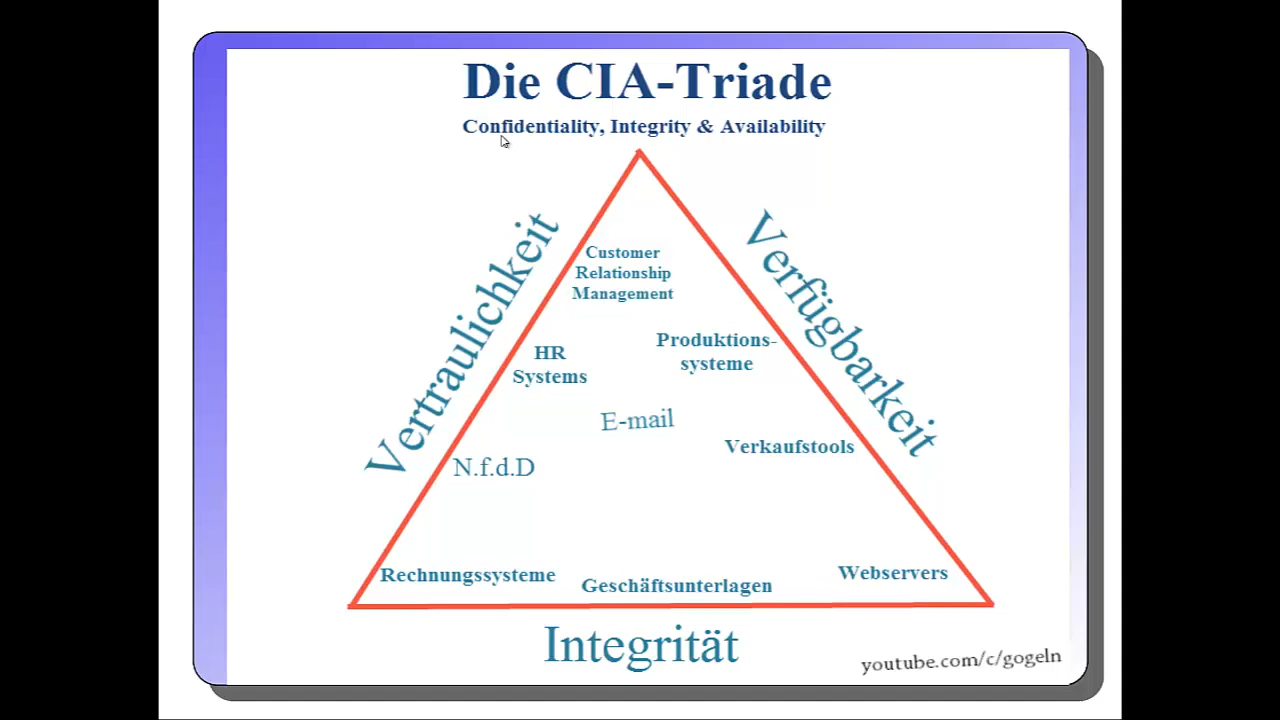 Die CIA-Triade
Confidentiality, Integrity & Availability
Vertraulichkeit
Verfügbarkeit
Customer
Relationship
Management
HR
Systems
Produktions-
systeme
E-mail
Verkaufstools
N.f.d.D
Rechnungssysteme
Geschäftsunterlagen
Webservers
Integrität
youtube.com/c/gogeln